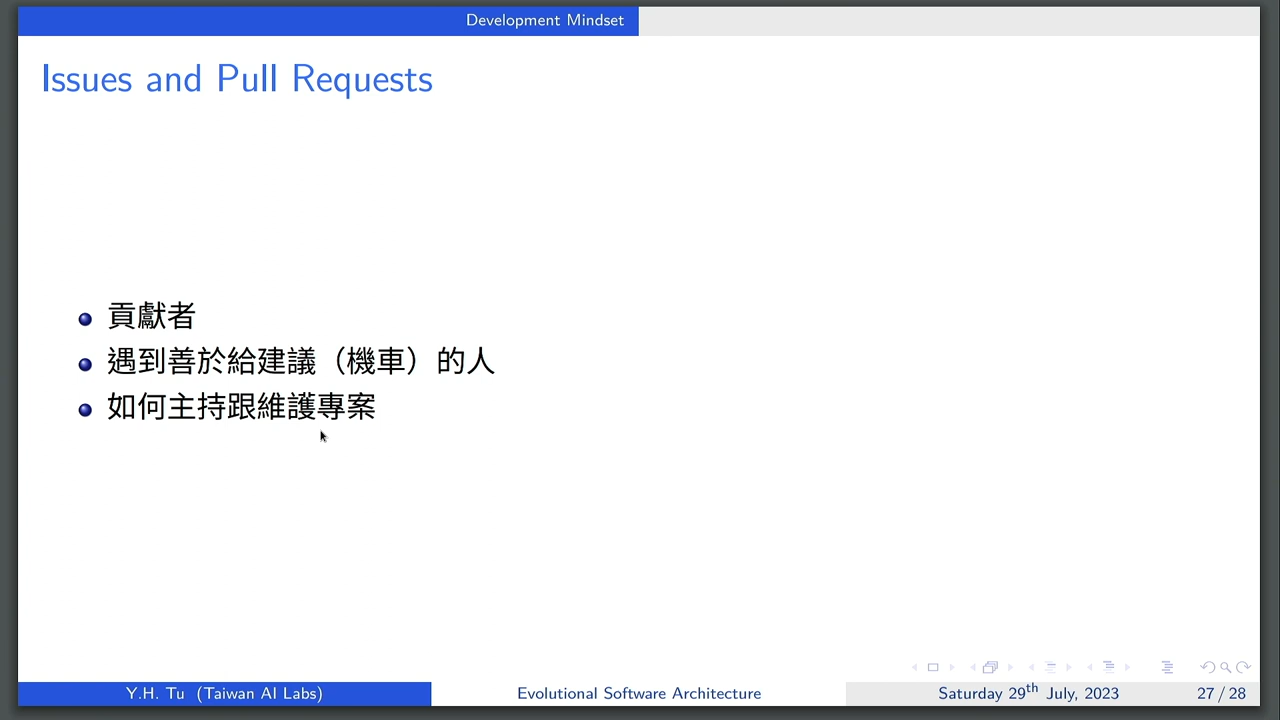 Development Mindset
Issues and Pull Requests
貢獻者
遇到善於給建議（機車）的人
如何主持跟維護專案
Y.H. Tu (Taiwan AI Labs)
Evolutional Software Architecture
Saturday 29th July, 2023
27 / 28